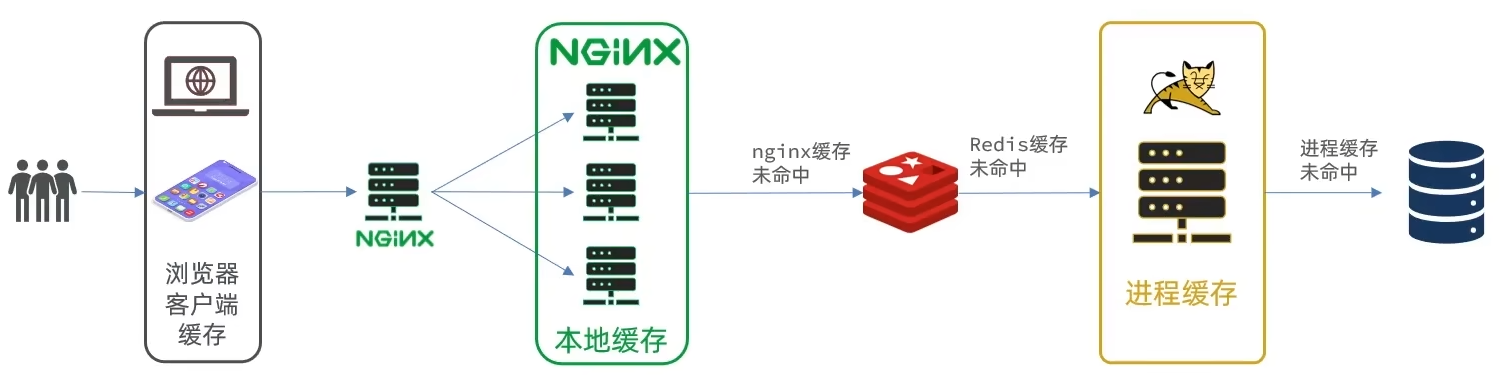 浏览器
客户端
缓存
NGINX
NGINX
本地缓存
nginx缓存
未命中
Redis缓存
未命中
进程缓存
进程缓存
未命中